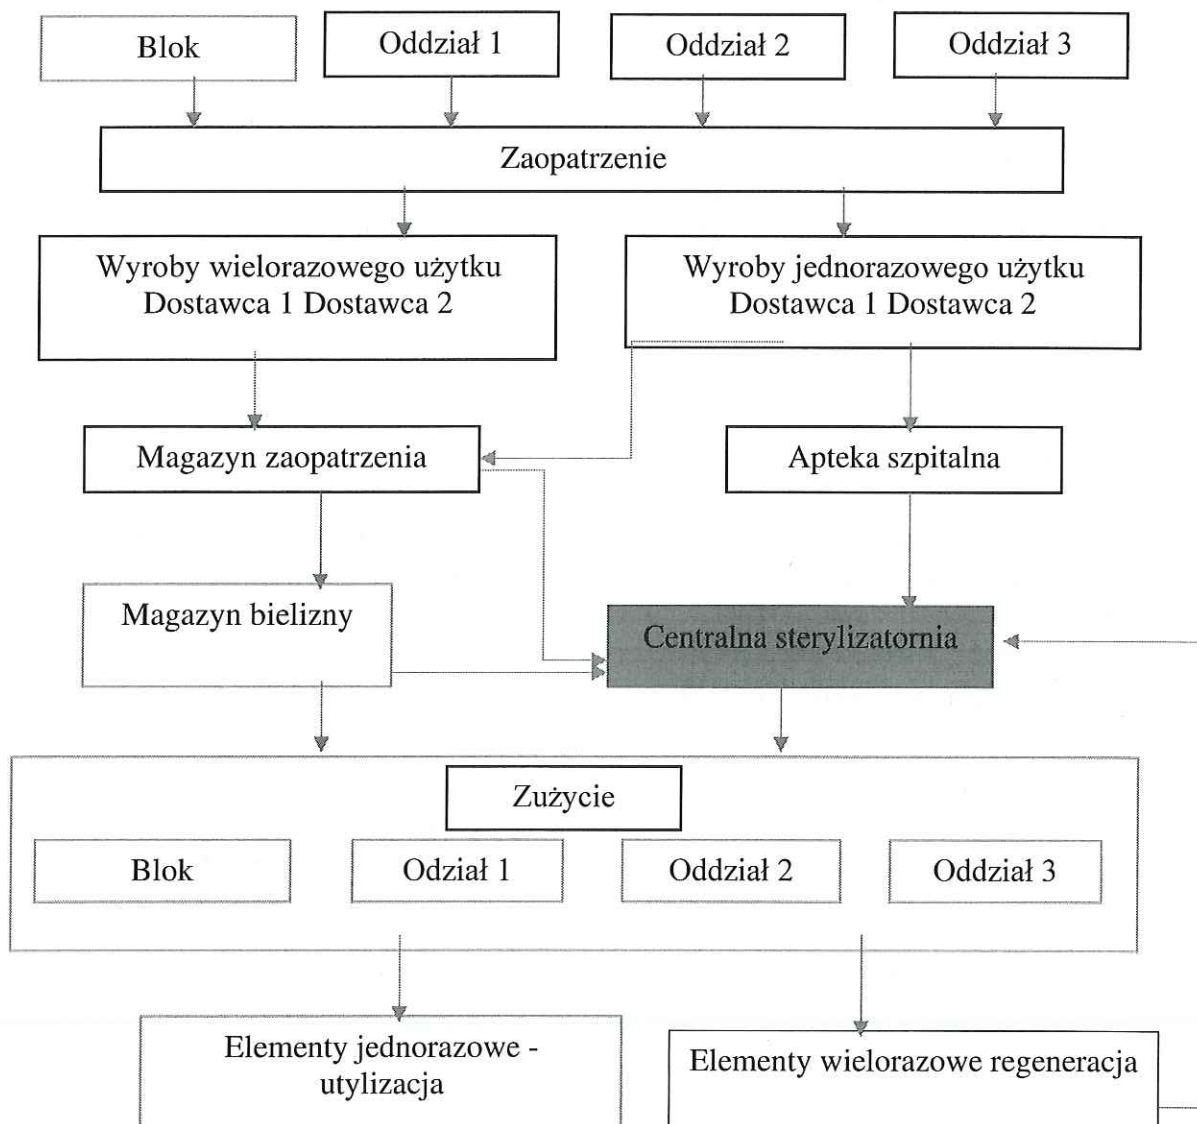 Blok
Oddział 1
Oddział 2
Oddział 3
Zaopatrzenie
Wyroby wielorazowego użytku
Dostawca 1 Dostawca 2
Wyroby jednorazowego użytku
Dostawca 1 Dostawca 2
Magazyn zaopatrzenia
Apteka szpitalna
Magazyn bielizny
Centralna sterylizatornia
Zużycie
Blok
Odział 1
Oddział 2
Oddział 3
Elementy jednorazowe -
utylizacja
Elementy wielorazowe regeneracja